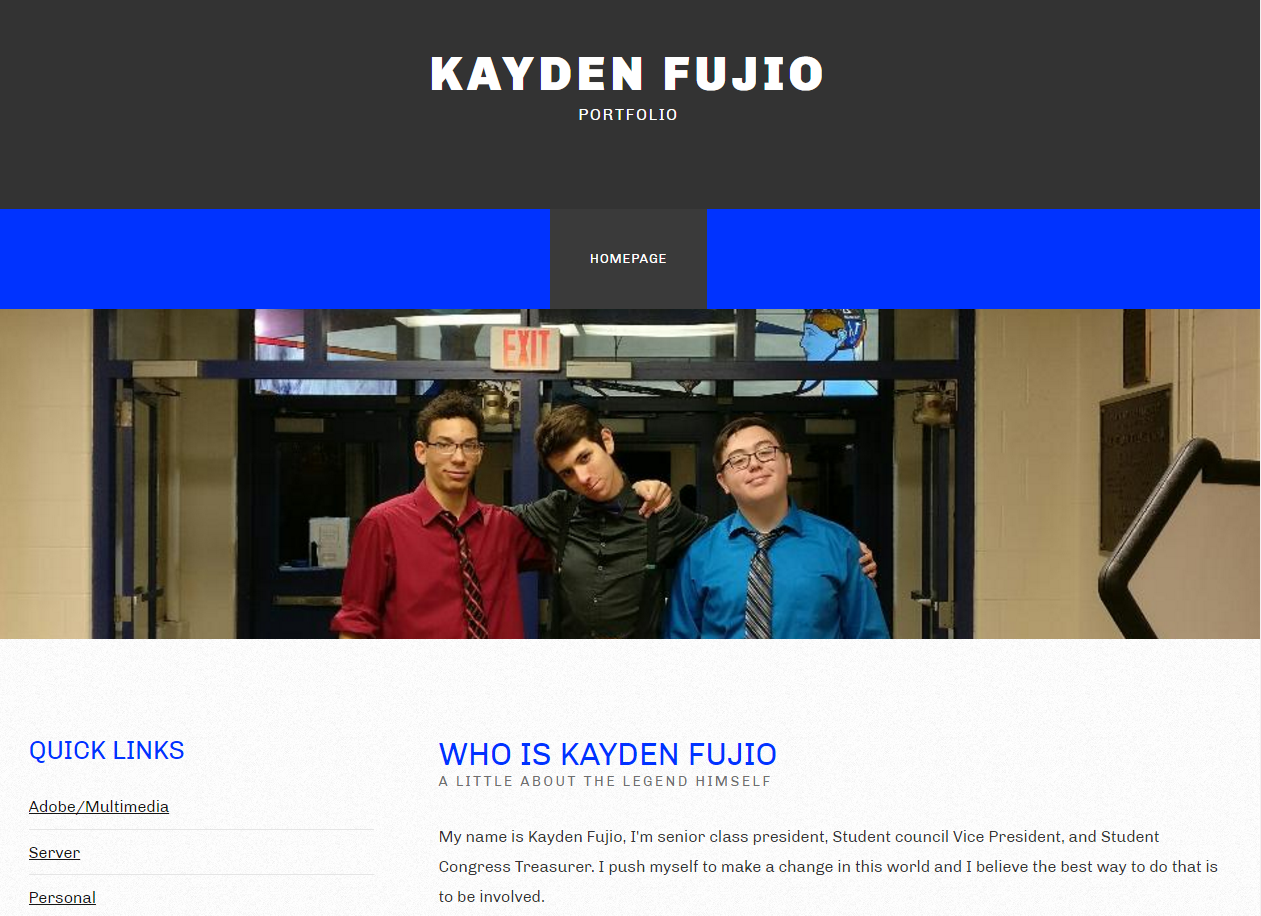 KAYDEN FUJIO
PORTFOLIO
HOMEPAGE
EXIT
QUICK LINKS
Adobe/Multimedia
Server
Personal
WHO IS KAYDEN FUJIO
A LITTLE ABOUT THE LEGEND HIMSELF
My name is Kayden Fujio, I'm senior class president, Student council Vice President, and Student
Congress Treasurer. I push myself to make a change in this world and I believe the best way to do that is
to be involved.